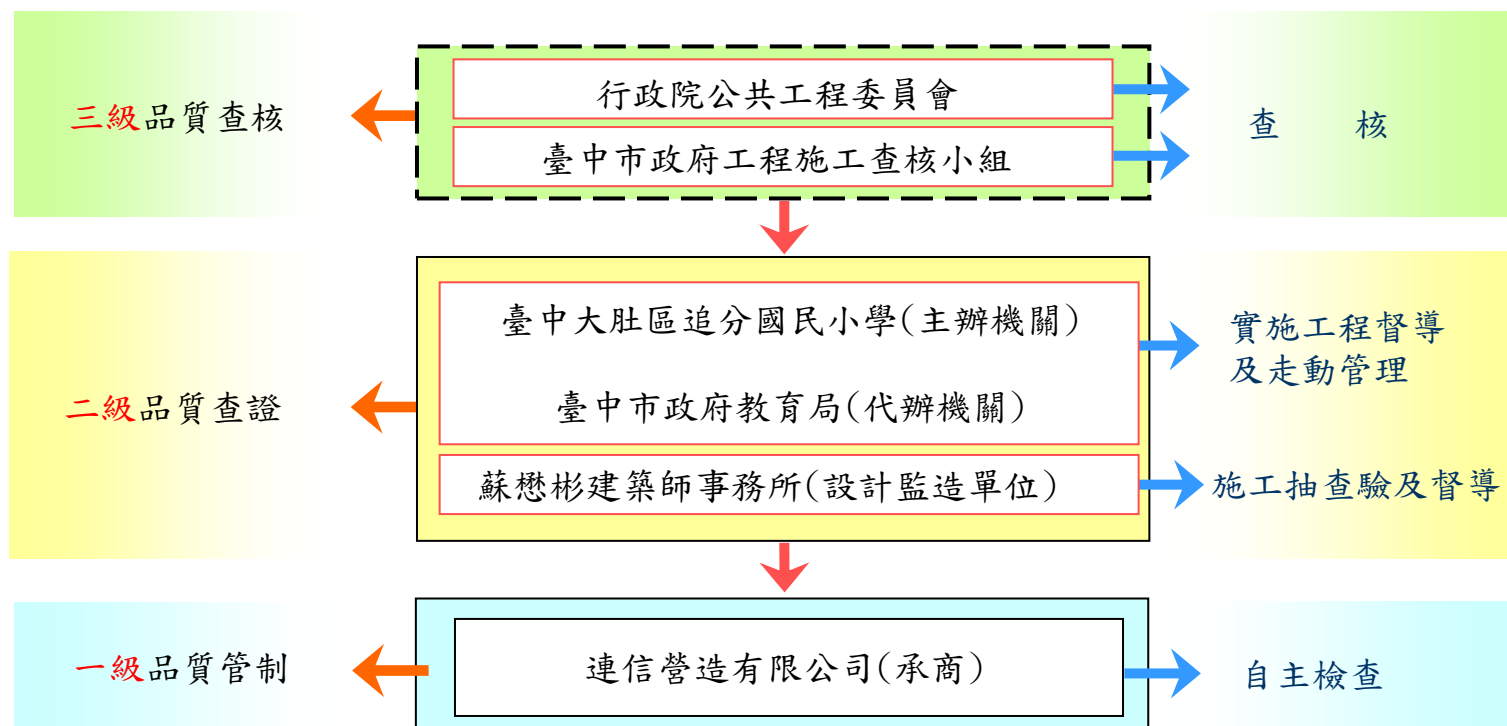 三級品質查核
行政院公共工程委員會
臺中市政府工程施工查核小組
查 核
二級品質查證
臺中大肚區追分國民小學(主辦機關)
臺中市政府教育局(代辦機關)
實施工程督導
及走動管理
蘇懋彬建築師事務所(設計監造單位)
施工抽查驗及督導
一級品質管制
連信營造有限公司(承商)
自主檢查